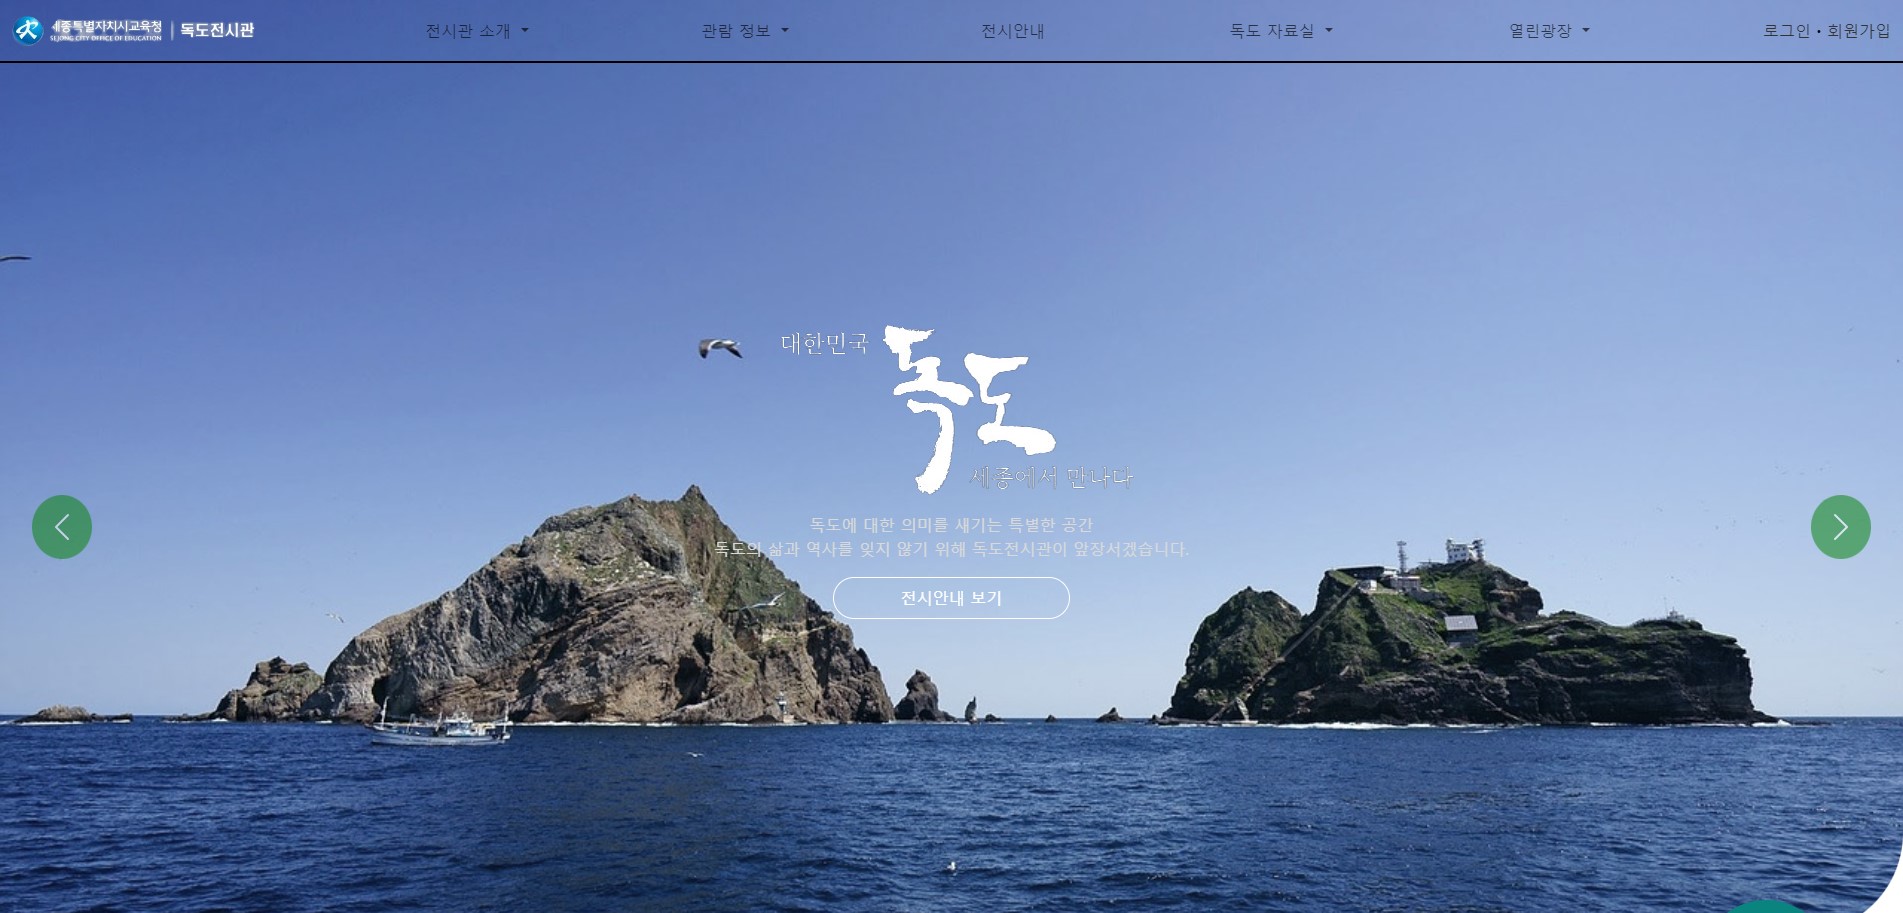 세종특별자치시교육청 | 독도전시관
SEJONG CITY OFFICE OF EDUCATION
전시관 소개
관람 정보
전시안내
독도 자료실
열린광장
로그인 • 회원가입
대한민국
독도
세종에서 만나다
독도에 대한 의미를 새기는 특별한 공간
독도의 삶과 역사를 잊지 않기 위해 독도전시관이 앞장서겠습니다.
전시안내 보기